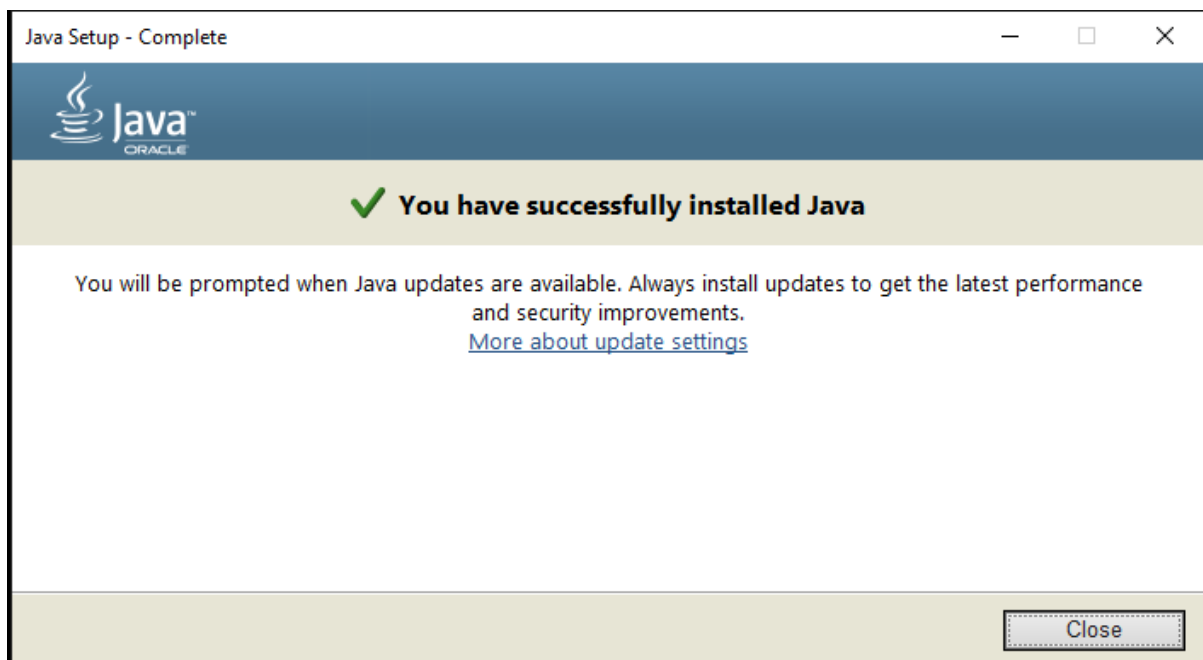 Java Setup - Complete
Java™
ORACLE
You have successfully installed Java
You will be prompted when Java updates are available. Always install updates to get the latest performance
and security improvements.
More about update settings
Close